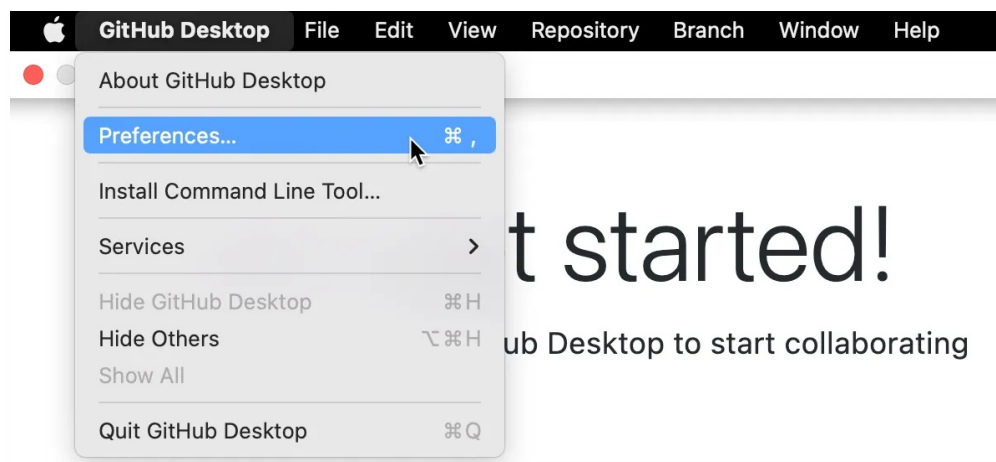 GitHub Desktop File Edit View Repository Branch Window Help
About GitHub Desktop
Preferences... ⌘ ,
Install Command Line Tool...
Services
Hide GitHub Desktop ⌘H
Hide Others ⌥⌘H
Show All
Quit GitHub Desktop ⌘Q
t started!
ub Desktop to start collaborating